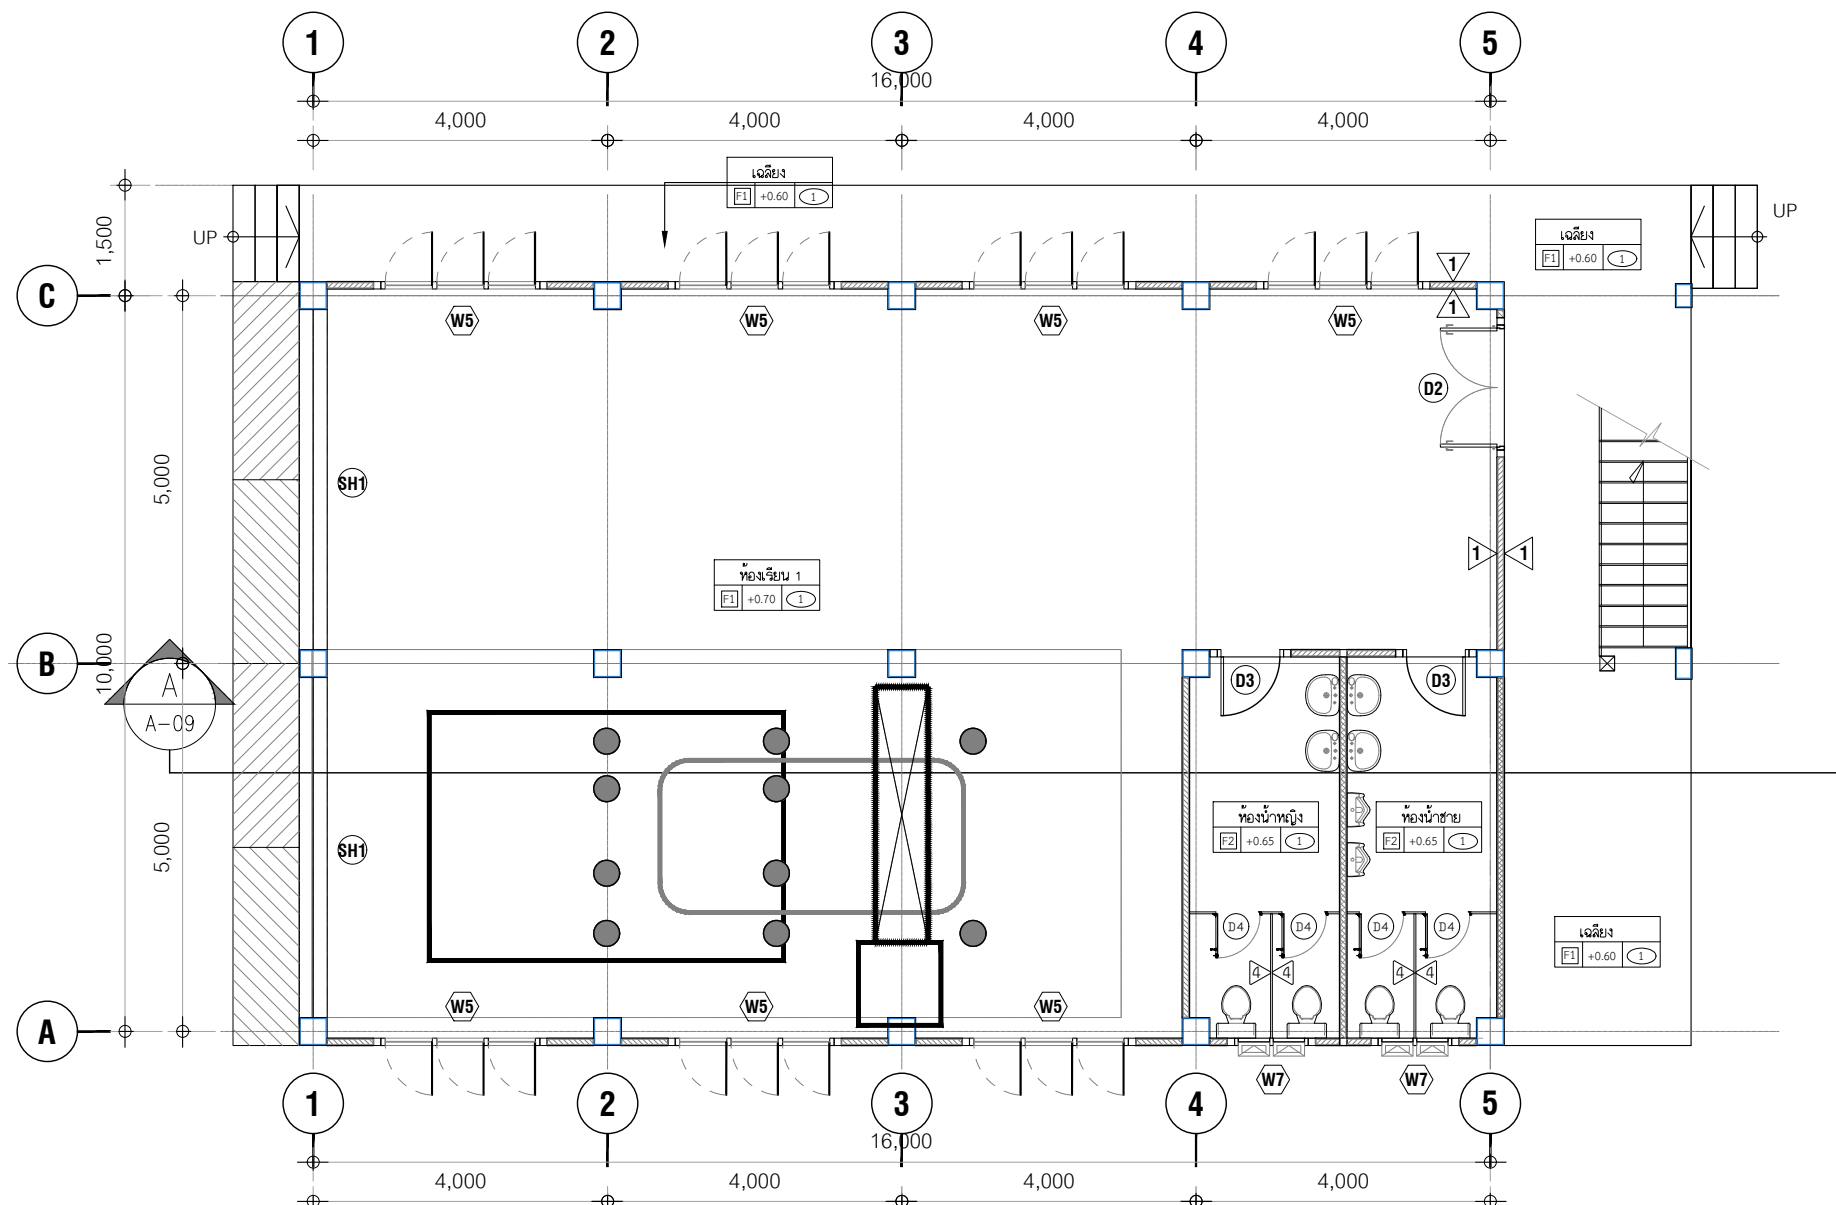 1 2 3 4 5
16,000
4,000 4,000 4,000 4,000
เฉลียง
F1 +0.60 1
1,500
UP
UP
เฉลียง
F1 +0.60 1
1
C
1
W5 W5 W5 W5
D2
5,000
SH1
1 1
ห้องเรียน 1
F1 +0.70 1
B
10,000
D3 D3
A
A-09
ห้องน้ำหญิง
F2 +0.65 1
ห้องน้ำชาย
F2 +0.65 1
5,000
SH1
D4 D4 D4 D4
เฉลียง
F1 +0.60 1
4 4 4 4
W5 W5 W5
A
W7 W7
1 2 3 4 5
16,000
4,000 4,000 4,000 4,000